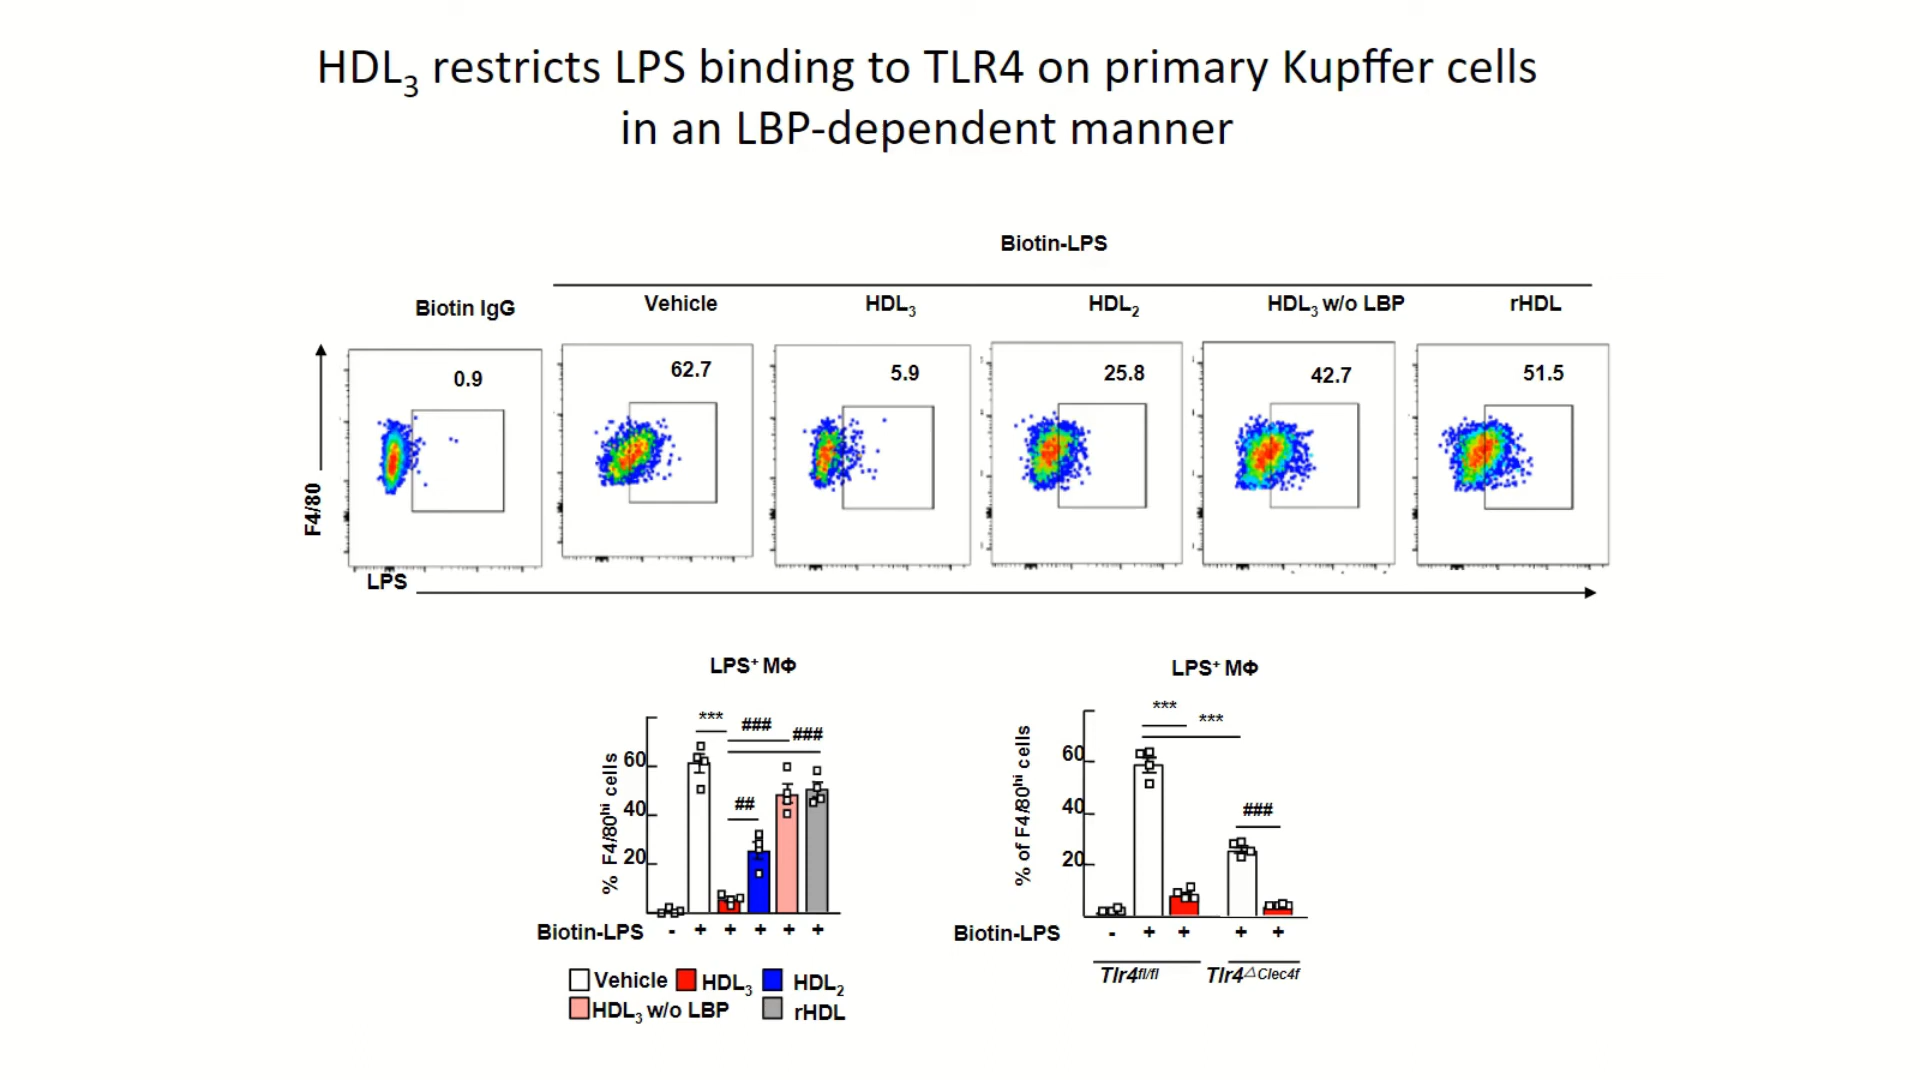 HDL3 restricts LPS binding to TLR4 on primary Kupffer cells
in an LBP-dependent manner
Biotin-LPS
Biotin IgG
Vehicle
HDL3
HDL2
HDL3 w/o LBP
rHDL
0.9
62.7
5.9
25.8
42.7
51.5
F4/80
LPS
LPS+ MΦ
*** ### ###
##
60
40
20
% F4/80hi cells
Biotin-LPS - + + + + +
Vehicle HDL3 HDL2
HDL3 w/o LBP rHDL
LPS+ MΦ
*** ***
###
60
40
20
% of F4/80hi cells
Biotin-LPS - + + + +
Tlr4fl/fl Tlr4△Clec4f